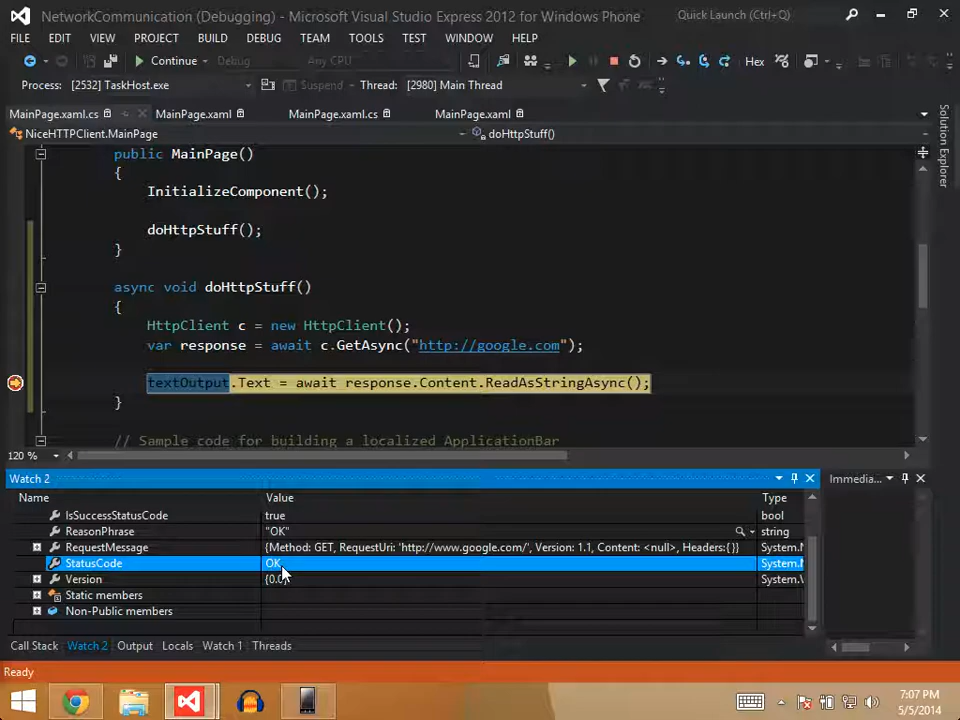 NetworkCommunication (Debugging) - Microsoft Visual Studio Express 2012 for Windows Phone
Quick Launch (Ctrl+Q)
FILE EDIT VIEW PROJECT BUILD DEBUG TEAM TOOLS TEST WINDOW HELP
Continue Debug Any CPU Hex
Process: [2532] TaskHost.exe Suspend Thread: [2980] Main Thread
MainPage.xaml.cs MainPage.xaml MainPage.xaml.cs MainPage.xaml
NiceHTTPClient.MainPage doHttpStuff()
Solution Explorer
public MainPage()
{
InitializeComponent();
doHttpStuff();
}
async void doHttpStuff()
{
HttpClient c = new HttpClient();
var response = await c.GetAsync("http://google.com");
textOutput.Text = await response.Content.ReadAsStringAsync();
}
// Sample code for building a localized ApplicationBar
120 %
Watch 2 Immedia...
Name Value Type
IsSuccessStatusCode true bool
ReasonPhrase "OK" string
RequestMessage {Method: GET, RequestUri: 'http://www.google.com/', Version: 1.1, Content: <null>, Headers:{}} System.N
StatusCode OK System.N
Version {0.0} System.V
Static members
Non-Public members
Call Stack Watch 2 Output Locals Watch 1 Threads
Ready
7:07 PM
5/5/2014